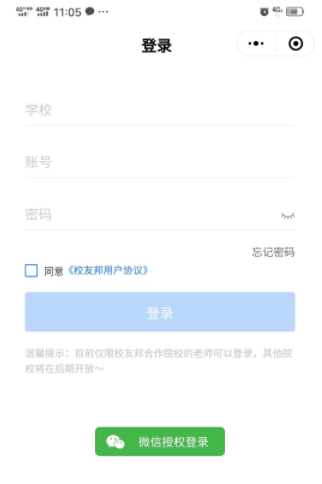 11:05
4G
登录
学校
账号
密码
忘记密码
同意《校友邦用户协议》
登录
温馨提示：目前仅限校友邦合作院校的老师可以登录，其他院
校将在后期开放～
微信授权登录